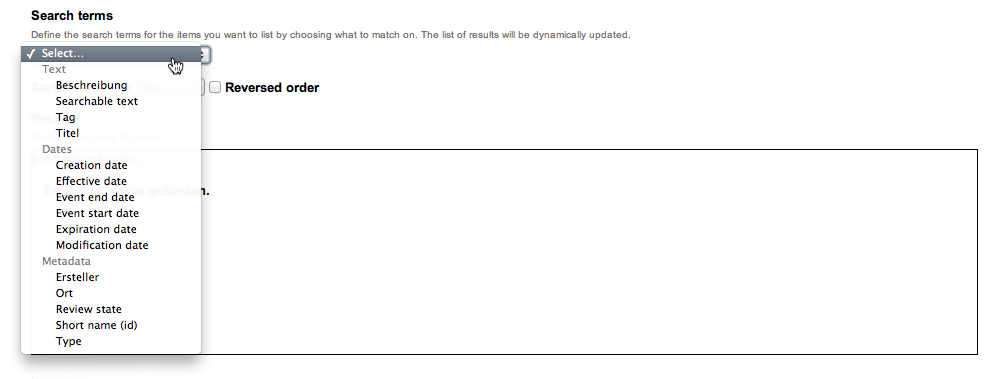 Search terms
Define the search terms for the items you want to list by choosing what to match on. The list of results will be dynamically updated.
✓ Select...
Text
Beschreibung
Reversed order
Searchable text
Tag
Titel
Dates
Creation date
Effective date
Event end date
Event start date
Expiration date
Modification date
Metadata
Ersteller
Ort
Review state
Short name (id)
Type